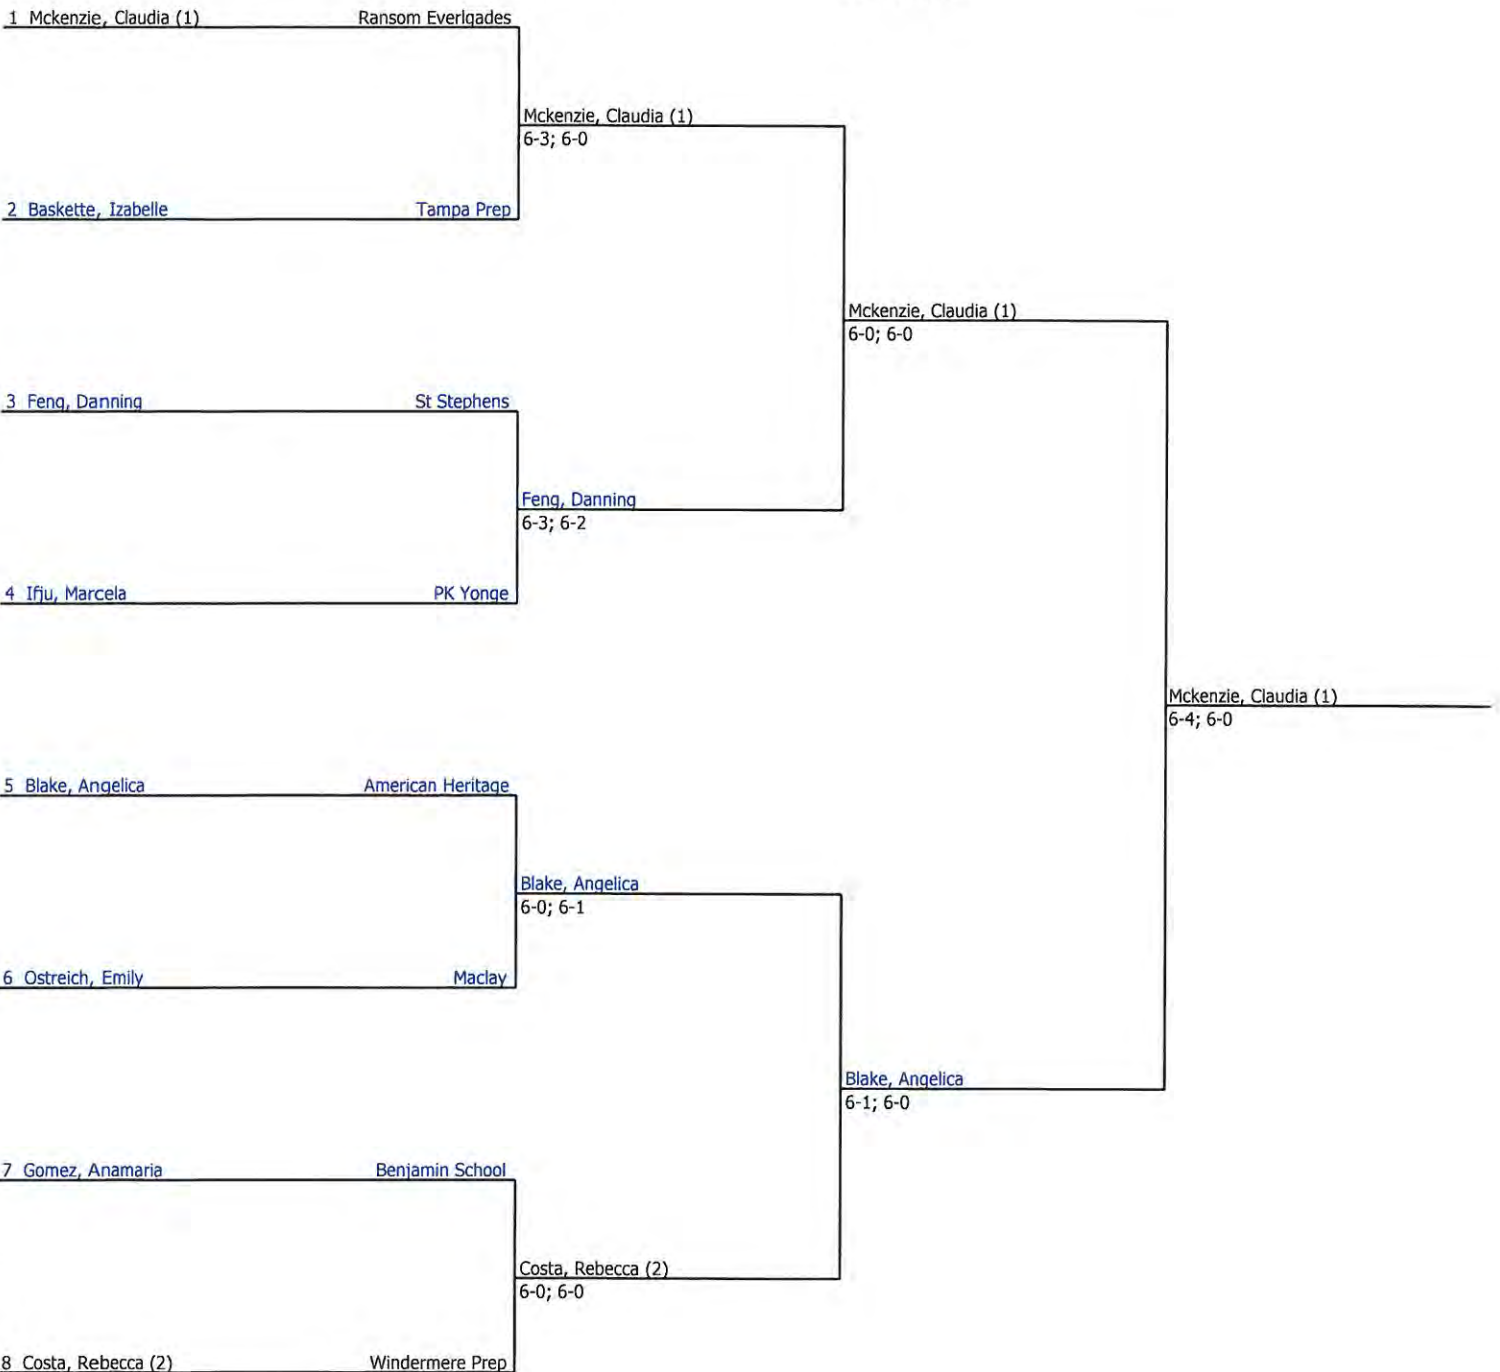 1 Mckenzie, Claudia (1) Ransom Everlgades
Mckenzie, Claudia (1)
6-3; 6-0
2 Baskette, Izabelle Tampa Prep
Mckenzie, Claudia (1)
6-0; 6-0
3 Feng, Danning St Stephens
Feng, Danning
6-3; 6-2
4 Ifju, Marcela PK Yonge
Mckenzie, Claudia (1)
6-4; 6-0
5 Blake, Angelica American Heritage
Blake, Angelica
6-0; 6-1
6 Ostreich, Emily Maclay
Blake, Angelica
6-1; 6-0
7 Gomez, Anamaria Benjamin School
Costa, Rebecca (2)
6-0; 6-0
8 Costa, Rebecca (2) Windermere Prep